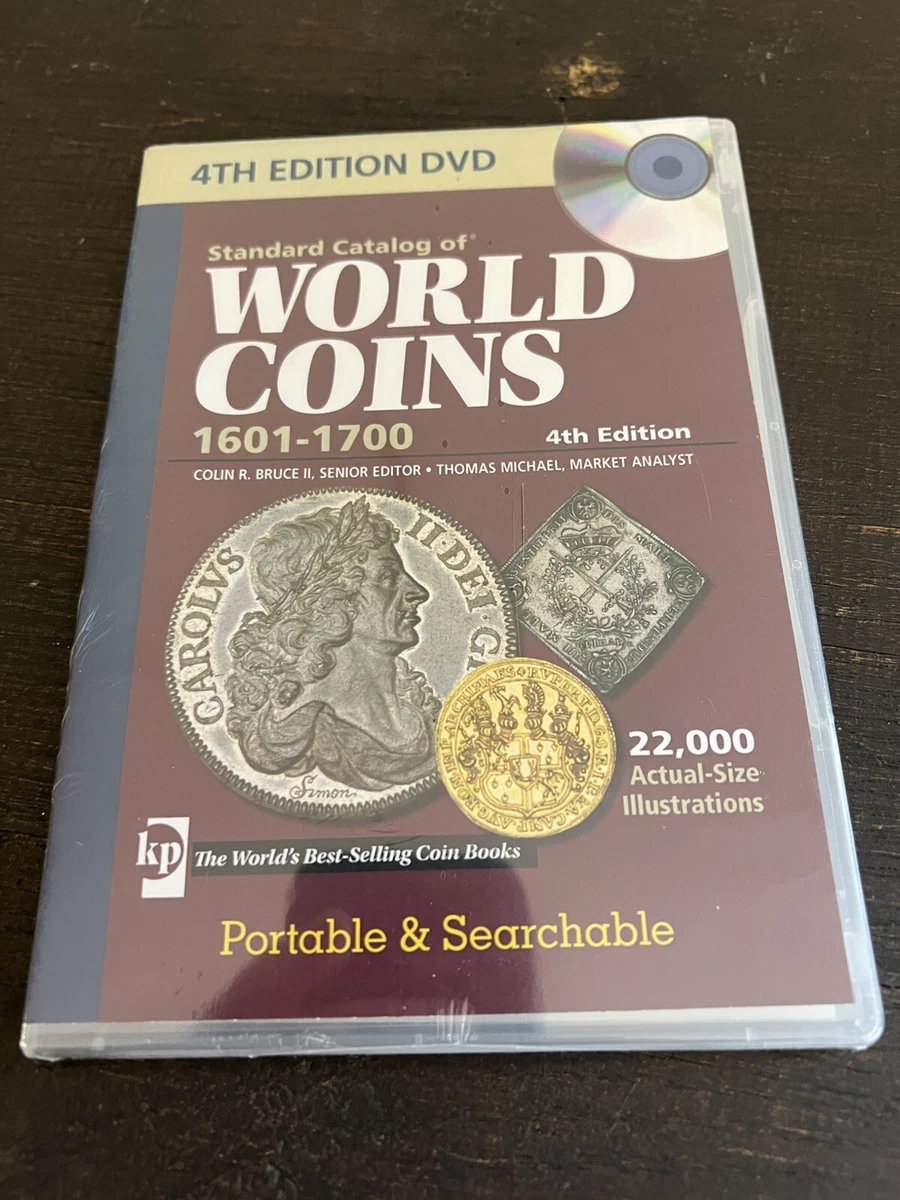 4TH EDITION DVD
Standard Catalog of®
WORLD
COINS
1601-1700
4th Edition
COLIN R. BRUCE II, SENIOR EDITOR • THOMAS MICHAEL, MARKET ANALYST
CAROLVS II·DEI·G
Simon
22,000
Actual-Size
Illustrations
kp
The World's Best-Selling Coin Books
Portable & Searchable